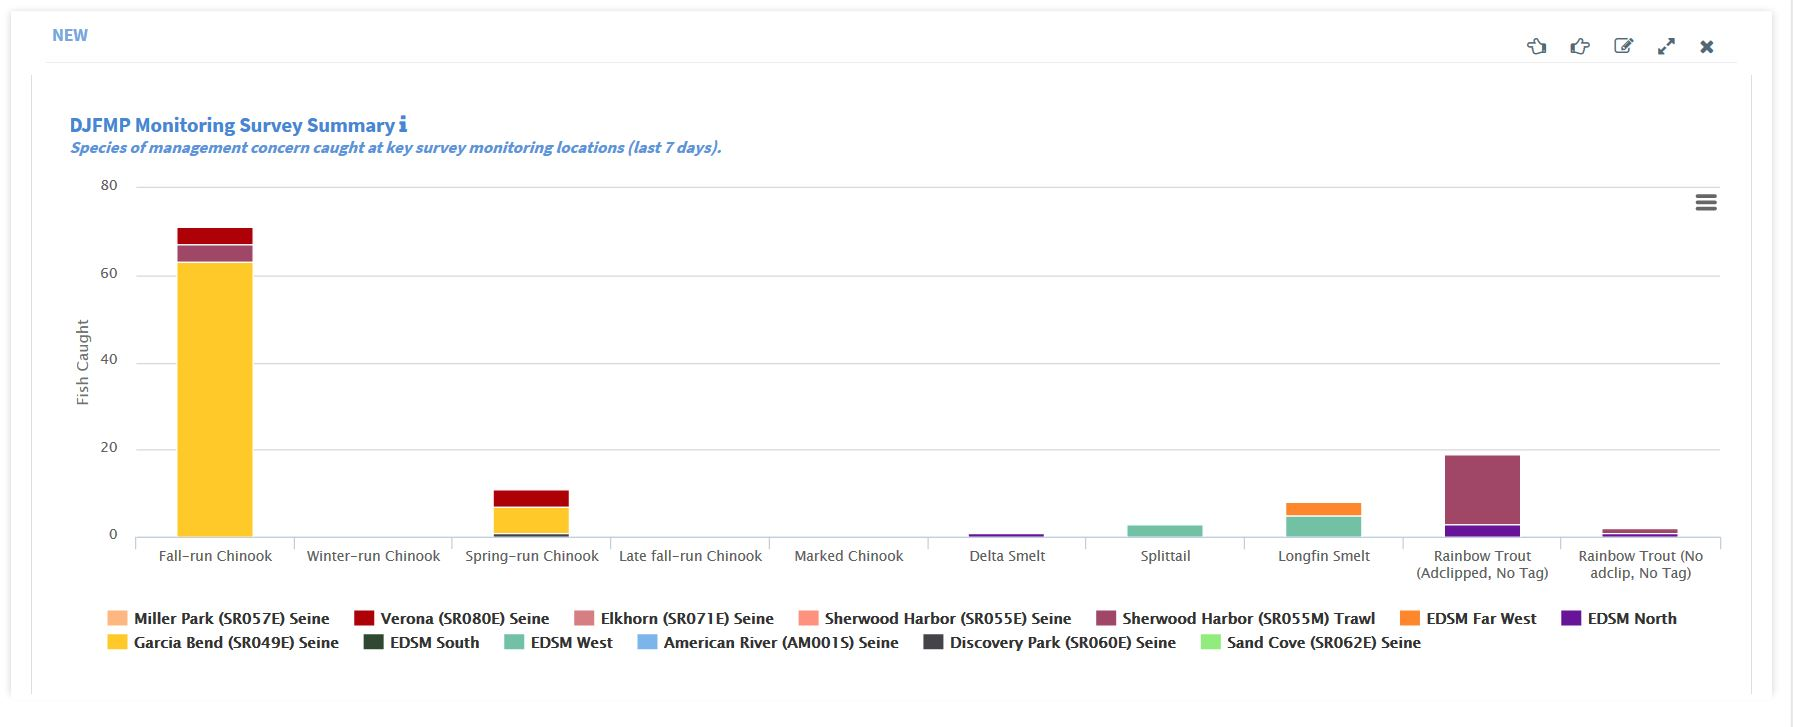 NEW
DJFMP Monitoring Survey Summary i
Species of management concern caught at key survey monitoring locations (last 7 days).
80
60
40
20
0
Fish Caught
Fall-run Chinook
Winter-run Chinook
Spring-run Chinook
Late fall-run Chinook
Marked Chinook
Delta Smelt
Splittail
Longfin Smelt
Rainbow Trout
(Adclipped, No Tag)
Rainbow Trout (No
adclip, No Tag)
Miller Park (SR057E) Seine
Verona (SR080E) Seine
Elkhorn (SR071E) Seine
Sherwood Harbor (SR055E) Seine
Sherwood Harbor (SR055M) Trawl
EDSM Far West
EDSM North
Garcia Bend (SR049E) Seine
EDSM South
EDSM West
American River (AM001S) Seine
Discovery Park (SR060E) Seine
Sand Cove (SR062E) Seine